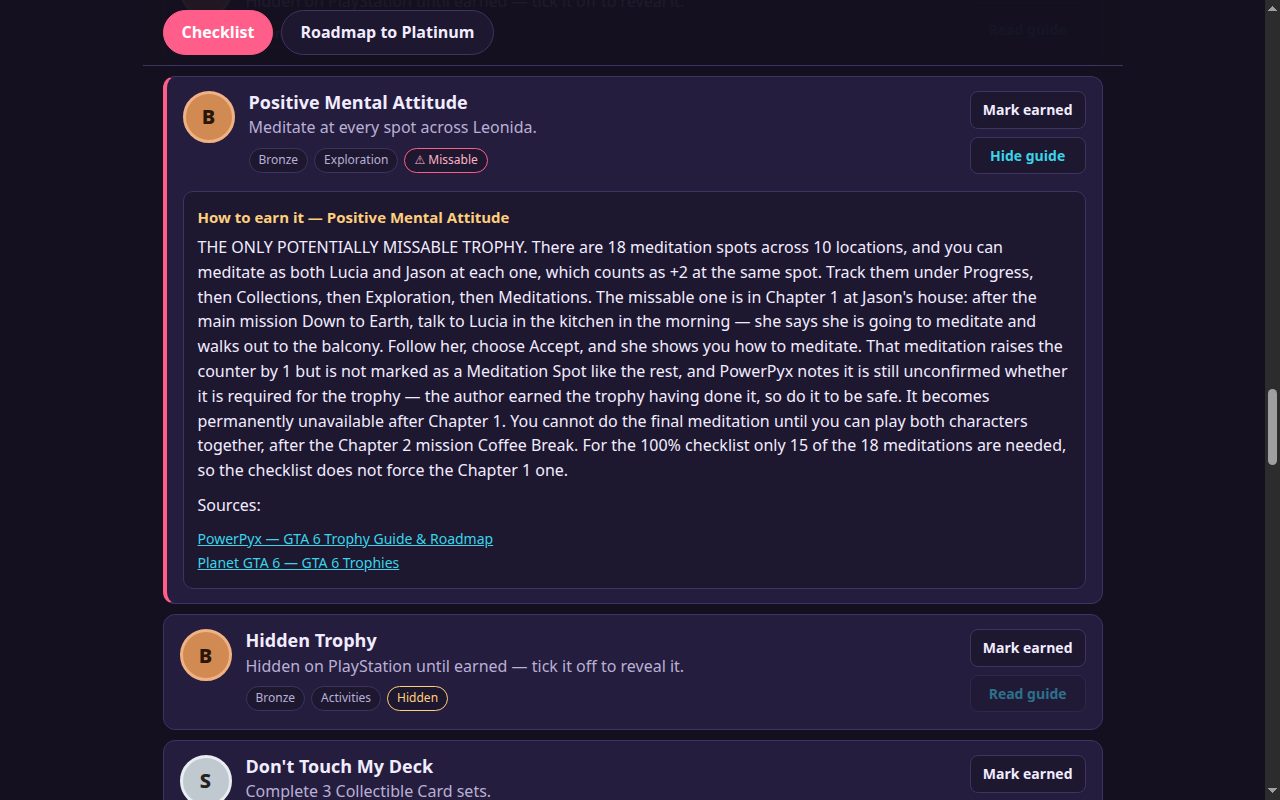 Hidden on PlayStation until earned — tick it off to reveal it.
Read guide
Checklist
Roadmap to Platinum
B
Positive Mental Attitude
Meditate at every spot across Leonida.
Bronze
Exploration
⚠ Missable
Mark earned
Hide guide
How to earn it — Positive Mental Attitude
THE ONLY POTENTIALLY MISSABLE TROPHY. There are 18 meditation spots across 10 locations, and you can
meditate as both Lucia and Jason at each one, which counts as +2 at the same spot. Track them under Progress,
then Collections, then Exploration, then Meditations. The missable one is in Chapter 1 at Jason's house: after the
main mission Down to Earth, talk to Lucia in the kitchen in the morning — she says she is going to meditate and
walks out to the balcony. Follow her, choose Accept, and she shows you how to meditate. That meditation raises the
counter by 1 but is not marked as a Meditation Spot like the rest, and PowerPyx notes it is still unconfirmed whether
it is required for the trophy — the author earned the trophy having done it, so do it to be safe. It becomes
permanently unavailable after Chapter 1. You cannot do the final meditation until you can play both characters
together, after the Chapter 2 mission Coffee Break. For the 100% checklist only 15 of the 18 meditations are needed,
so the checklist does not force the Chapter 1 one.
Sources:
PowerPyx — GTA 6 Trophy Guide & Roadmap
Planet GTA 6 — GTA 6 Trophies
B
Hidden Trophy
Hidden on PlayStation until earned — tick it off to reveal it.
Bronze
Activities
Hidden
Mark earned
Read guide
S
Don't Touch My Deck
Complete 3 Collectible Card sets.
Mark earned